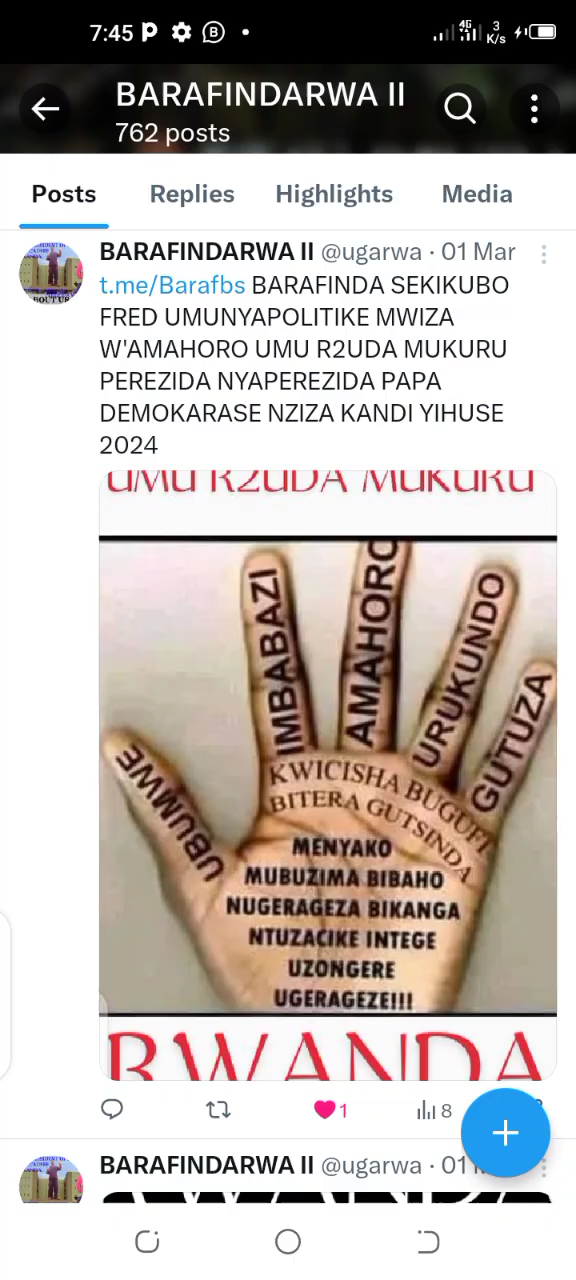 7:45
4G
3
K/s
BARAFINDARWA II
762 posts
Posts Replies Highlights Media
BARAFINDARWA II @ugarwa · 01 Mar
t.me/Barafbs BARAFINDA SEKIKUBO
FRED UMUNYAPOLITIKE MWIZA
W'AMAHORO UMU R2UDA MUKURU
PEREZIDA NYAPEREZIDA PAPA
DEMOKARASE NZIZA KANDI YIHUSE
2024
UMU R2UDA MUKURU
UBUMWE
IMBABAZI
AMAHORO
URUKUNDO
GUTUZA
KWICISHA BUGUFI
BITERA GUTSINDA
MENYAKO
MUBUZIMA BIBAHO
NUGERAGEZA BIKANGA
NTUZACIKE INTEGE
UZONGERE
UGERAGEZE!!!
RWANDA
1 8
BARAFINDARWA II @ugarwa · 01